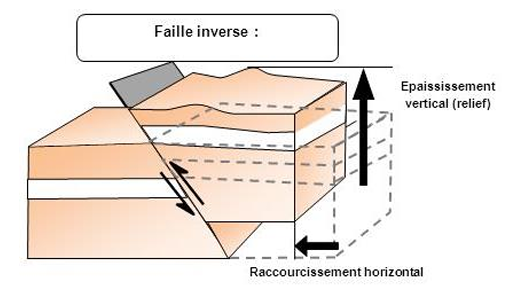 Faille inverse :
Epaississement
vertical (relief)
Raccourcissement horizontal